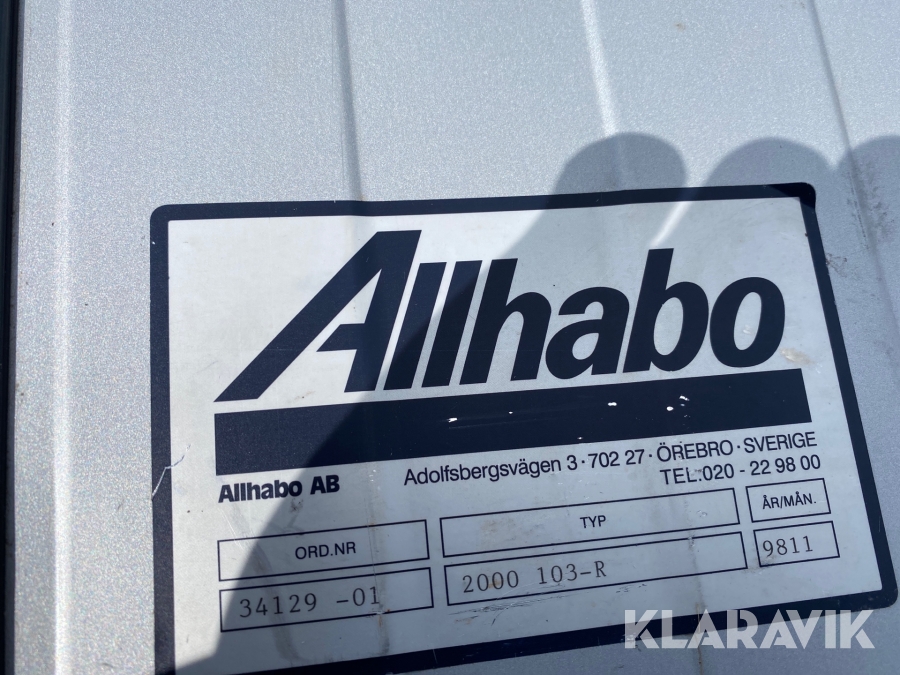 Allhabo
Allhabo AB
Adolfsbergsvägen 3 · 702 27 · ÖREBRO · SVERIGE
TEL:020 - 22 98 00
ORD.NR
TYP
ÅR/MÅN.
34129 -01
2000 103-R
9811
KLARAVIK